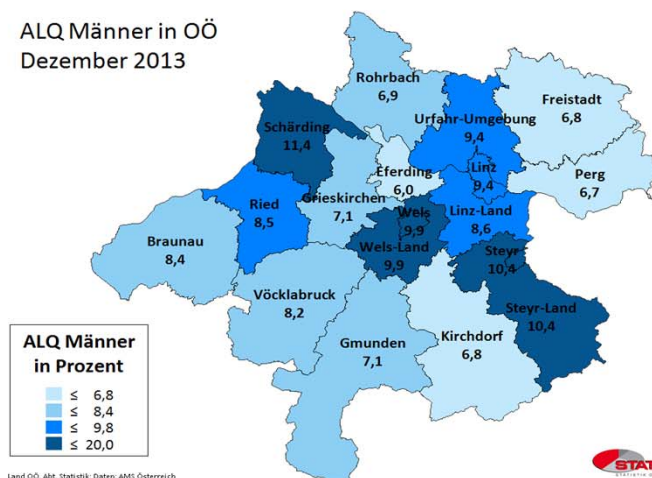 ALQ Männer in OÖ
Dezember 2013
Rohrbach
6,9
Freistadt
6,8
Urfahr-Umgebung
9,4
Schärding
11,4
Linz
9,4
Eferding
6,0
Perg
6,7
Ried
8,5
Grieskirchen
7,1
Wels
9,9
Linz-Land
8,6
Braunau
8,4
Wels-Land
9,9
Steyr
10,4
Vöcklabruck
8,2
Steyr-Land
10,4
Gmunden
7,1
Kirchdorf
6,8
ALQ Männer
in Prozent
≤ 6,8
≤ 8,4
≤ 9,8
≤ 20,0
Land OÖ, Abt. Statistik; Daten: AMS Österreich
STAT